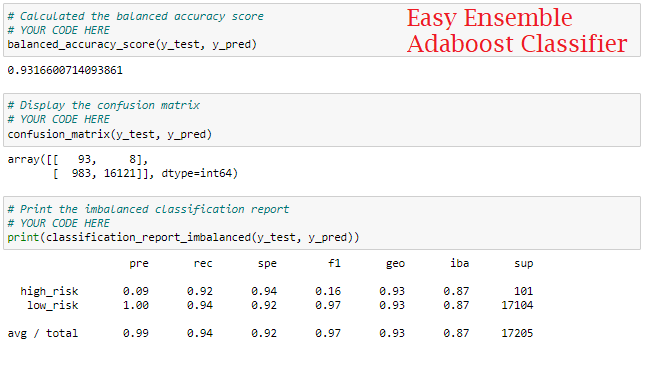 # Calculated the balanced accuracy score
# YOUR CODE HERE
balanced_accuracy_score(y_test, y_pred)
Easy Ensemble
Adaboost Classifier
0.9316600714093861
# Display the confusion matrix
# YOUR CODE HERE
confusion_matrix(y_test, y_pred)
array([[   93,     8],
       [  983, 16121]], dtype=int64)
# Print the imbalanced classification report
# YOUR CODE HERE
print(classification_report_imbalanced(y_test, y_pred))
pre rec spe f1 geo iba sup
high_risk 0.09 0.92 0.94 0.16 0.93 0.87 101
low_risk 1.00 0.94 0.92 0.97 0.93 0.87 17104
avg / total 0.99 0.94 0.92 0.97 0.93 0.87 17205